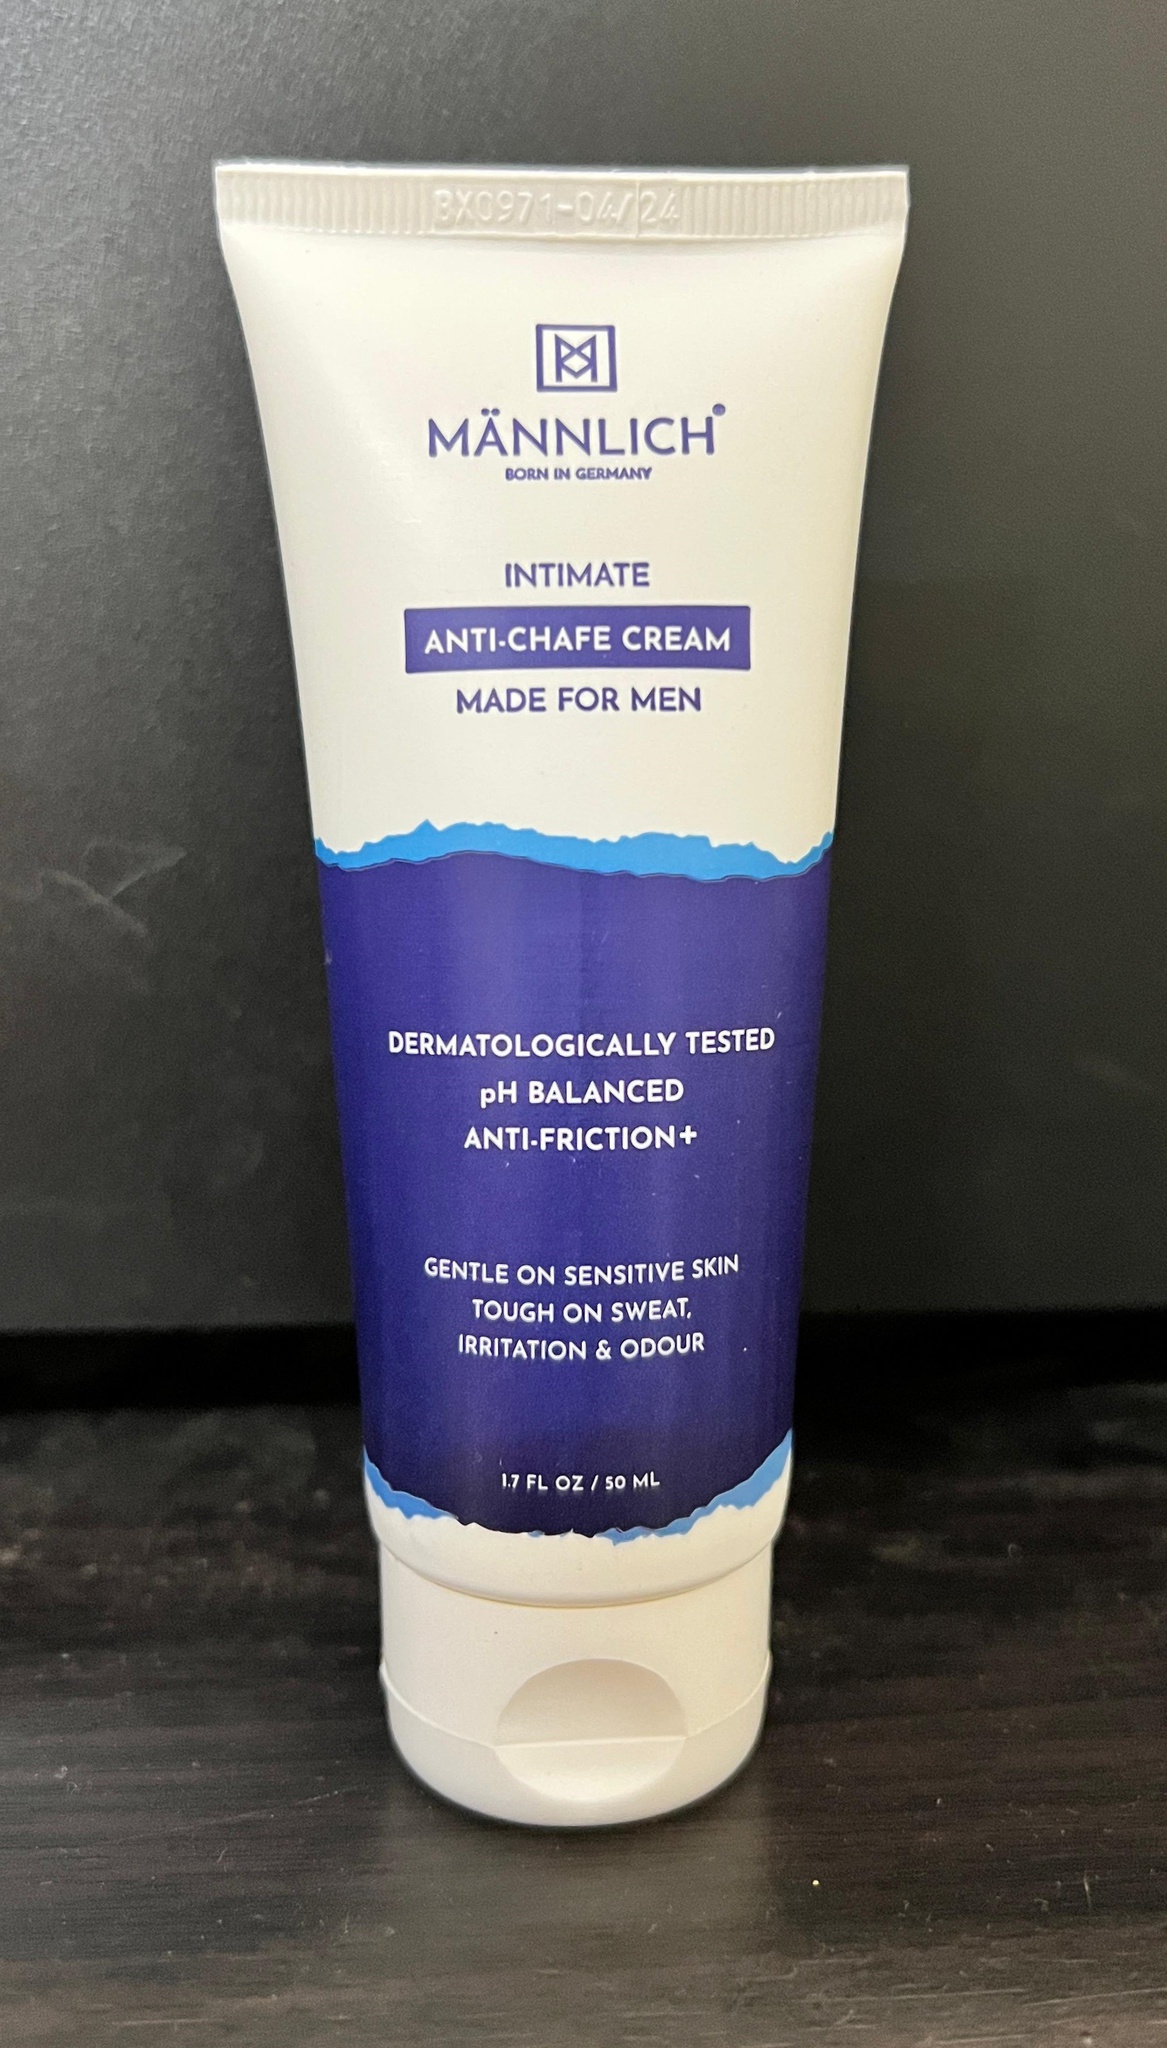 BX0971-04/24
MÄNNLICH
BORN IN GERMANY
INTIMATE
ANTI-CHAFE CREAM
MADE FOR MEN
DERMATOLOGICALLY TESTED
pH BALANCED
ANTI-FRICTION+
GENTLE ON SENSITIVE SKIN
TOUGH ON SWEAT,
IRRITATION & ODOUR
1.7 FL OZ / 50 ML